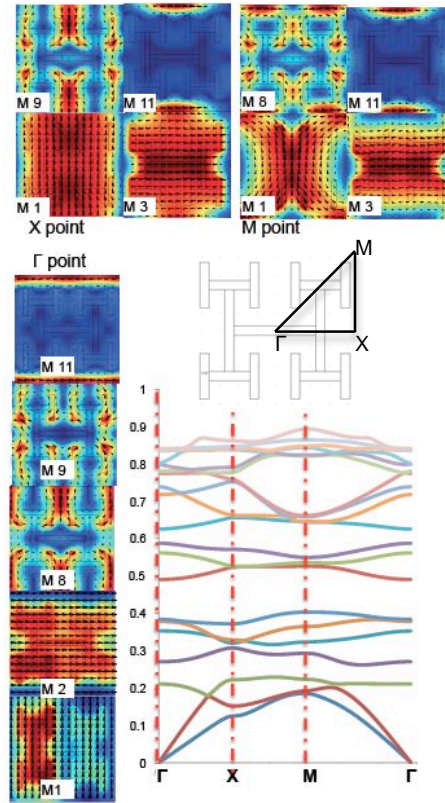 M 9
M 11
M 8
M 11
M 1
M 3
M 1
M 3
X point
M point
Γ point
M
Γ
X
M 11
M 9
M 8
M 2
M1
1
0.9
0.8
0.7
0.6
0.5
0.4
0.3
0.2
0.1
0
Γ
X
M
Γ